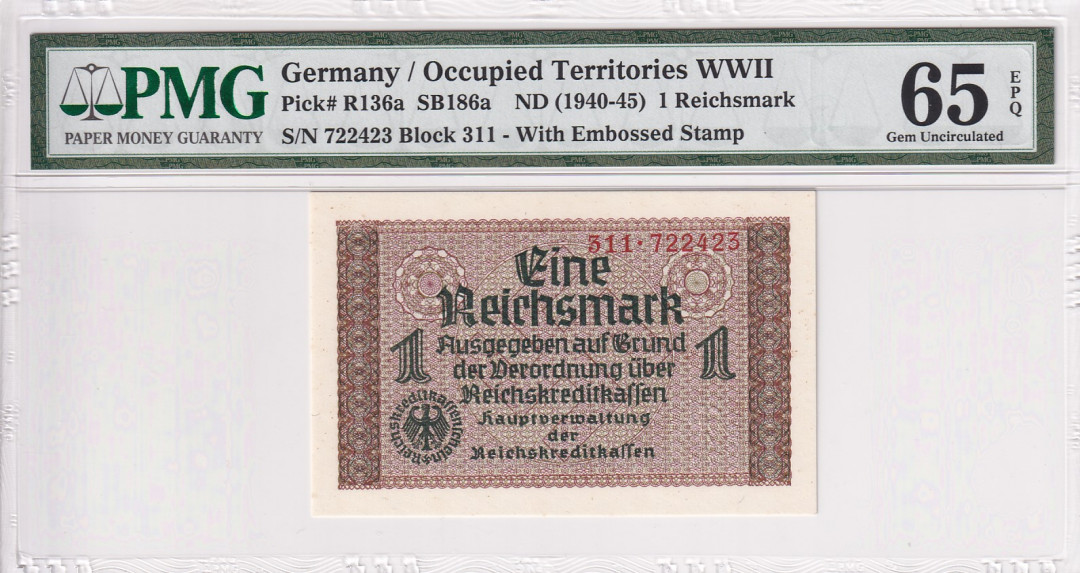 PMG
PAPER MONEY GUARANTY
Germany / Occupied Territories WWII
Pick# R136a SB186a ND (1940-45) 1 Reichsmark
S/N 722423 Block 311 - With Embossed Stamp
65
EPQ
Gem Uncirculated
311·722423
Eine
Reichsmark
1 Ausgegeben auf Grund 1
der Verordnung über
Reichskreditkaſſen
Hauptverwaltung
der
Reichskreditkaſſen
Reichskreditkaſſenſchein